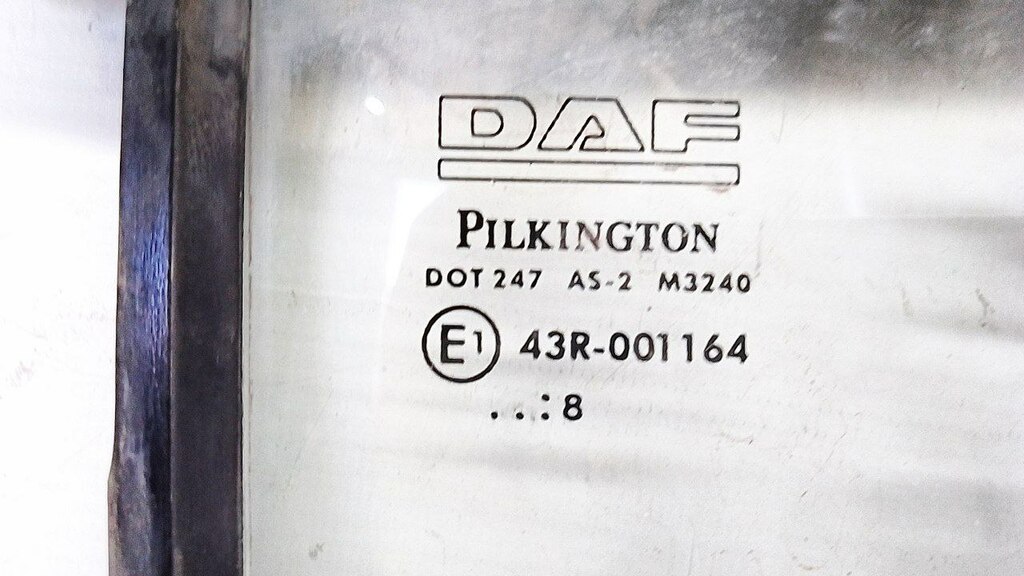 DAF
PILKINGTON
DOT 247 AS-2 M3240
E1 43R-001164
..:8